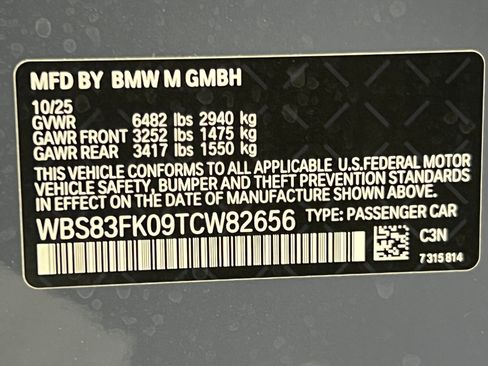 MFD BY BMW M GMBH
10/25
GVWR 6482 lbs 2940 kg
GAWR FRONT 3252 lbs 1475 kg
GAWR REAR 3417 lbs 1550 kg
THIS VEHICLE CONFORMS TO ALL APPLICABLE U.S.FEDERAL MOTOR
VEHICLE SAFETY, BUMPER AND THEFT PREVENTION STANDARDS
IN EFFECT ON THE DATE OF MANUFACTURE SHOWN ABOVE.
WBS83FK09TCW82656 TYPE: PASSENGER CAR
C3N
7 315 814